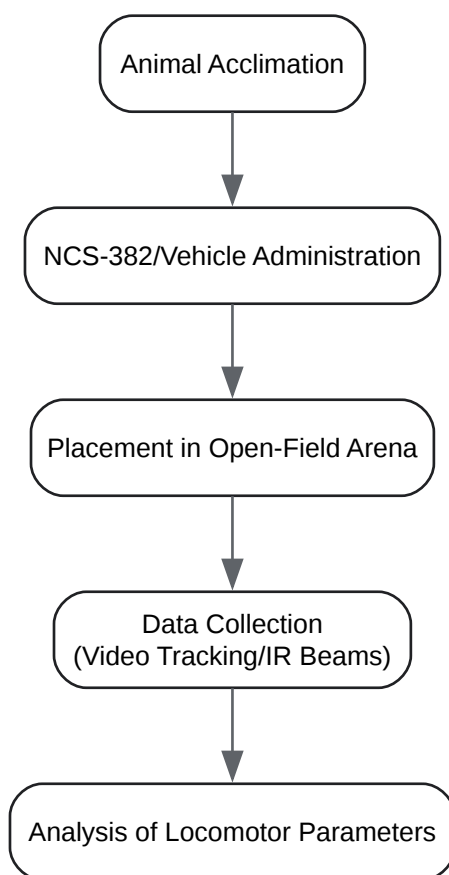 Animal Acclimation
NCS-382/Vehicle Administration
Placement in Open-Field Arena
Data Collection
(Video Tracking/IR Beams)
Analysis of Locomotor Parameters